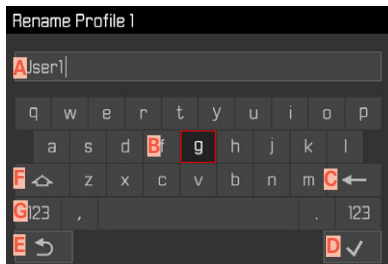 Rename Profile 1
A User1
q w e r t y u i o p
a s d B f g h j k l
F z x c v b n m C
G 123 , . 123
E D